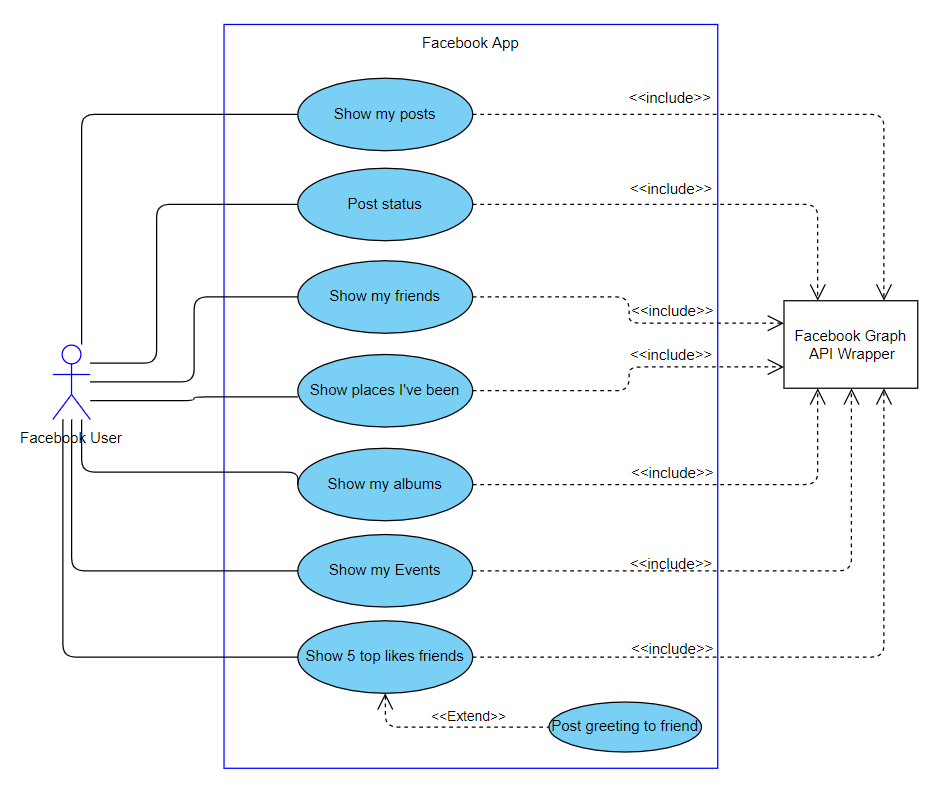 Facebook App
Show my posts
<<include>>
Post status
<<include>>
Show my friends
<<include>>
Facebook Graph
API Wrapper
Show places I've been
<<include>>
Facebook User
Show my albums
<<include>>
Show my Events
<<include>>
Show 5 top likes friends
<<include>>
<<Extend>>
Post greeting to friend